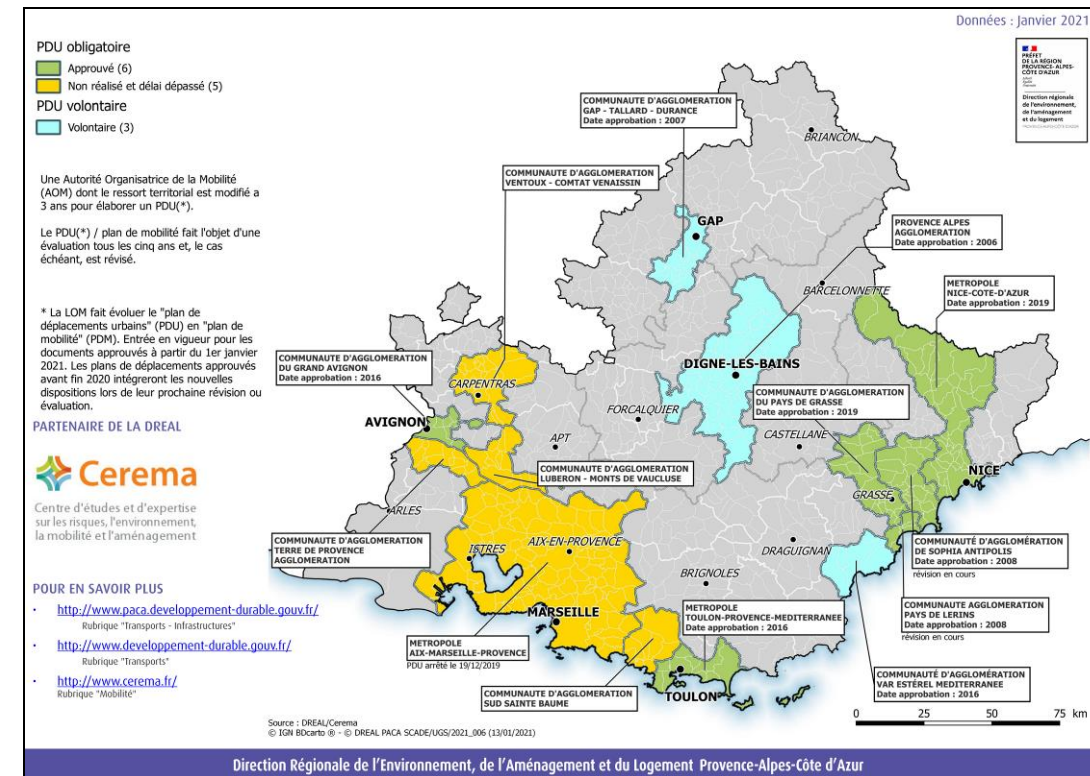 Données : Janvier 2021
PDU obligatoire
Approuvé (6)
Non réalisé et délai dépassé (5)
PDU volontaire
Volontaire (3)
Une Autorité Organisatrice de la Mobilité
(AOM) dont le ressort territorial est modifié a
3 ans pour élaborer un PDU(*).
Le PDU(*) / plan de mobilité fait l'objet d'une
évaluation tous les cinq ans et, le cas
échéant, est révisé.
* La LOM fait évoluer le "plan de
déplacements urbains" (PDU) en "plan de
mobilité" (PDM). Entrée en vigueur pour les
documents approuvés à partir du 1er janvier
2021. Les plans de déplacements approuvés
avant fin 2020 intégreront les nouvelles
dispositions lors de leur prochaine révision ou
évaluation.
PARTENAIRE DE LA DREAL
Cerema
Centre d'études et d'expertise
sur les risques, l'environnement,
la mobilité et l'aménagement
POUR EN SAVOIR PLUS
http://www.paca.developpement-durable.gouv.fr/
Rubrique "Transports - Infrastructures"
http://www.developpement-durable.gouv.fr/
Rubrique "Transports"
http://www.cerema.fr/
Rubrique "Mobilité"
PRÉFET
DE LA RÉGION
PROVENCE-ALPES-
CÔTE D'AZUR
Direction régionale
de l'environnement,
de l'aménagement
et du logement
COMMUNAUTE D'AGGLOMERATION
GAP - TALLARD - DURANCE
Date approbation : 2007
BRIANCON
COMMUNAUTE D'AGGLOMERATION
VENTOUX - COMTAT VENAISSIN
GAP
PROVENCE ALPES
AGGLOMERATION
Date approbation : 2006
BARCELONNETTE
METROPOLE
NICE-COTE-D'AZUR
Date approbation : 2019
COMMUNAUTE D'AGGLOMERATION
DU GRAND AVIGNON
Date approbation : 2016
CARPENTRAS
DIGNE-LES-BAINS
COMMUNAUTE D'AGGLOMERATION
DU PAYS DE GRASSE
Date approbation : 2019
FORCALQUIER
AVIGNON
APT
CASTELLANE
COMMUNAUTE D'AGGLOMERATION
LUBERON - MONTS DE VAUCLUSE
NICE
GRASSE
ARLES
COMMUNAUTE D'AGGLOMERATION
TERRE DE PROVENCE
AGGLOMERATION
ISTRES
AIX-EN-PROVENCE
DRAGUIGNAN
COMMUNAUTÉ D'AGGLOMÉRATION
DE SOPHIA ANTIPOLIS
Date approbation : 2008
révision en cours
BRIGNOLES
MARSEILLE
METROPOLE
TOULON-PROVENCE-MEDITERRANEE
Date approbation : 2016
COMMUNAUTE AGGLOMERATION
PAYS DE LERINS
Date approbation : 2008
révision en cours
METROPOLE
AIX-MARSEILLE-PROVENCE
PDU arrêté le 19/12/2019
COMMUNAUTE D'AGGLOMERATION
SUD SAINTE BAUME
TOULON
COMMUNAUTÉ D'AGGLOMÉRATION
VAR ESTÉREL MEDITERRANEE
Date approbation : 2016
0 25 50 75 km
Source : DREAL/Cerema
© IGN BDcarto ® - © DREAL PACA SCADE/UGS/2021_006 (13/01/2021)
Direction Régionale de l'Environnement, de l'Aménagement et du Logement Provence-Alpes-Côte d'Azur